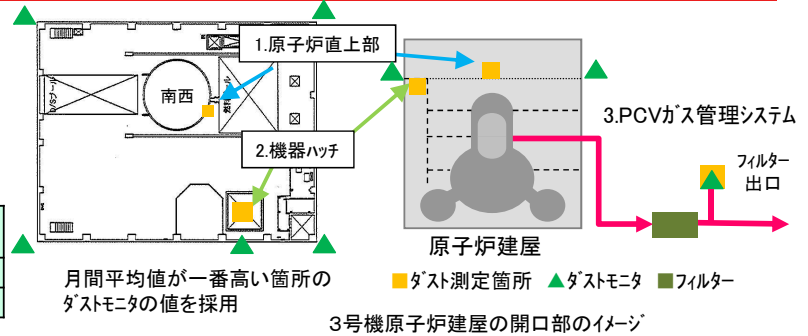 1.原子炉直上部
南西
D/Sプール
2.機器ハッチ
3.PCVガス管理システム
フィルター
出口
原子炉建屋
月間平均値が一番高い箇所の
ダストモニタの値を採用
ダスト測定箇所 ダストモニタ フィルター
3号機原子炉建屋の開口部のイメージ